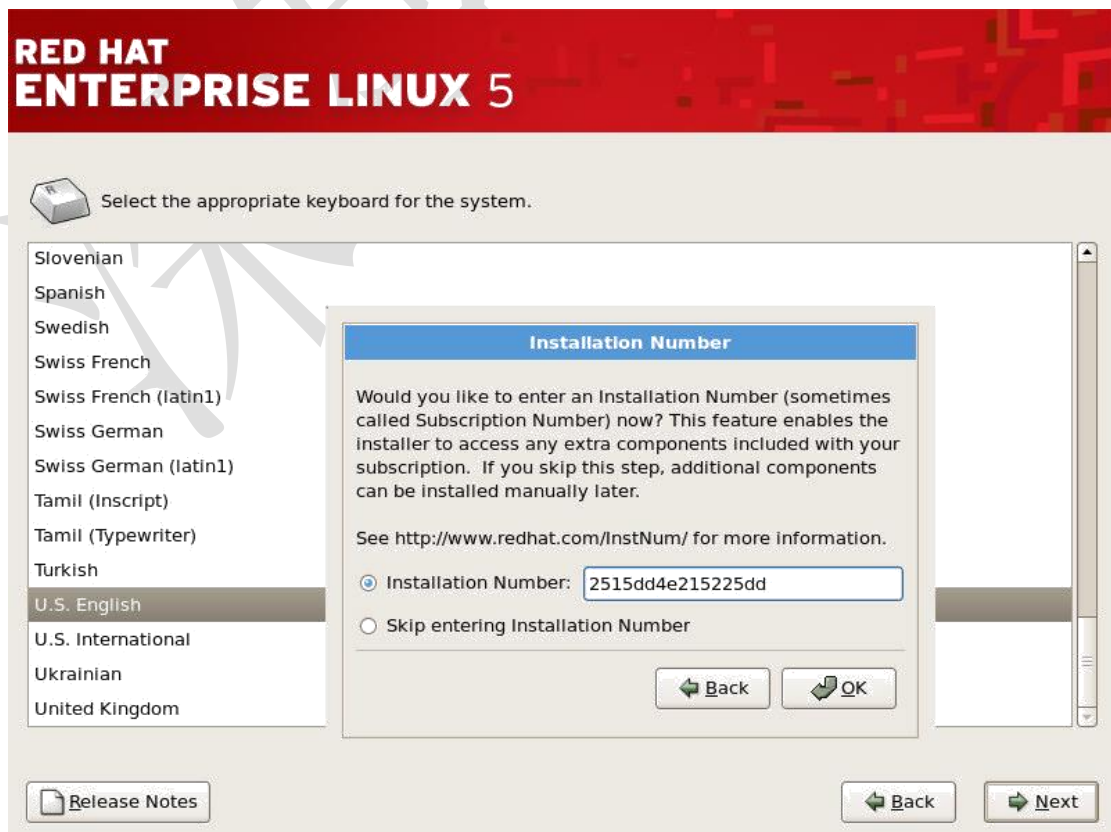 RED HAT
ENTERPRISE LINUX 5
Select the appropriate keyboard for the system.
Slovenian
Spanish
Swedish
Swiss French
Swiss French (latin1)
Swiss German
Swiss German (latin1)
Tamil (Inscript)
Tamil (Typewriter)
Turkish
U.S. English
U.S. International
Ukrainian
United Kingdom
Installation Number
Would you like to enter an Installation Number (sometimes
called Subscription Number) now? This feature enables the
installer to access any extra components included with your
subscription. If you skip this step, additional components
can be installed manually later.
See http://www.redhat.com/InstNum/ for more information.
Installation Number: 2515dd4e215225dd
Skip entering Installation Number
Back OK
Release Notes Back Next